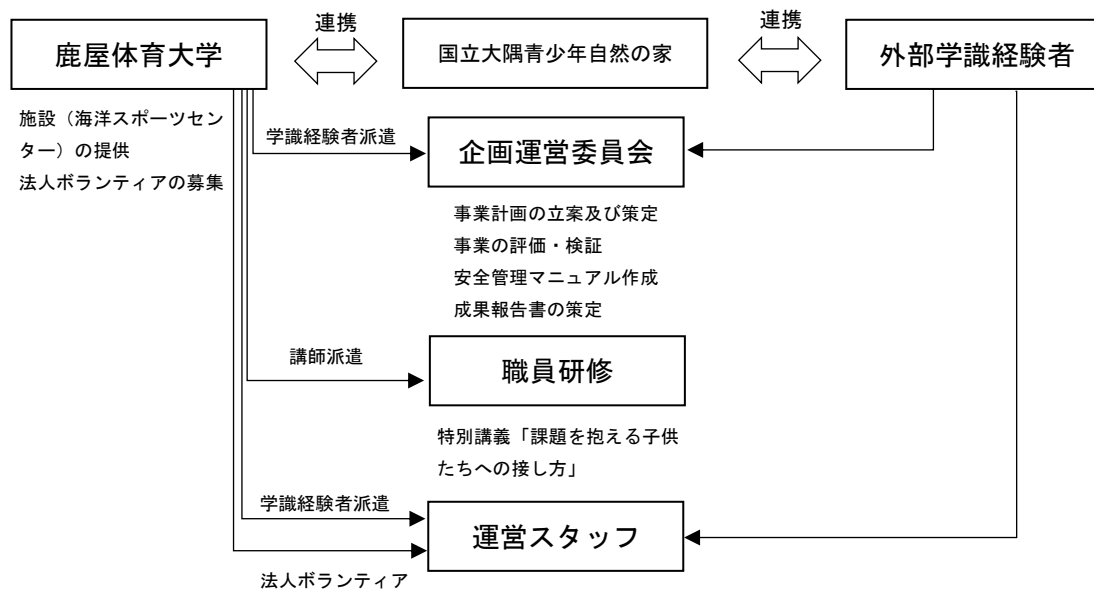 連携
連携
鹿屋体育大学
国立大隅青少年自然の家
外部学識経験者
施設（海洋スポーツセン
ター）の提供
法人ボランティアの募集
学識経験者派遣
企画運営委員会
事業計画の立案及び策定
事業の評価・検証
安全管理マニュアル作成
成果報告書の策定
講師派遣
職員研修
特別講義「課題を抱える子供
たちへの接し方」
学識経験者派遣
運営スタッフ
法人ボランティア